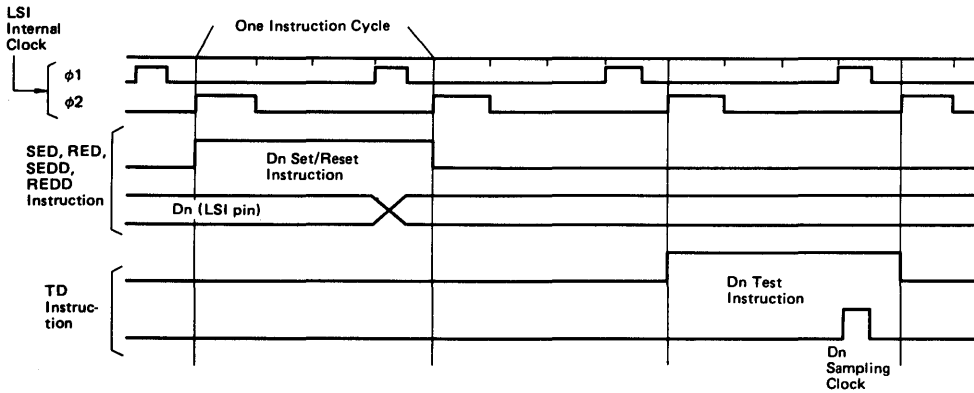 LSI
Internal
Clock
One Instruction Cycle
ϕ1
ϕ2
SED, RED,
SEDD,
REDD
Instruction
Dn Set/Reset
Instruction
Dn (LSI pin)
TD
Instruc-
tion
Dn Test
Instruction
Dn
Sampling
Clock